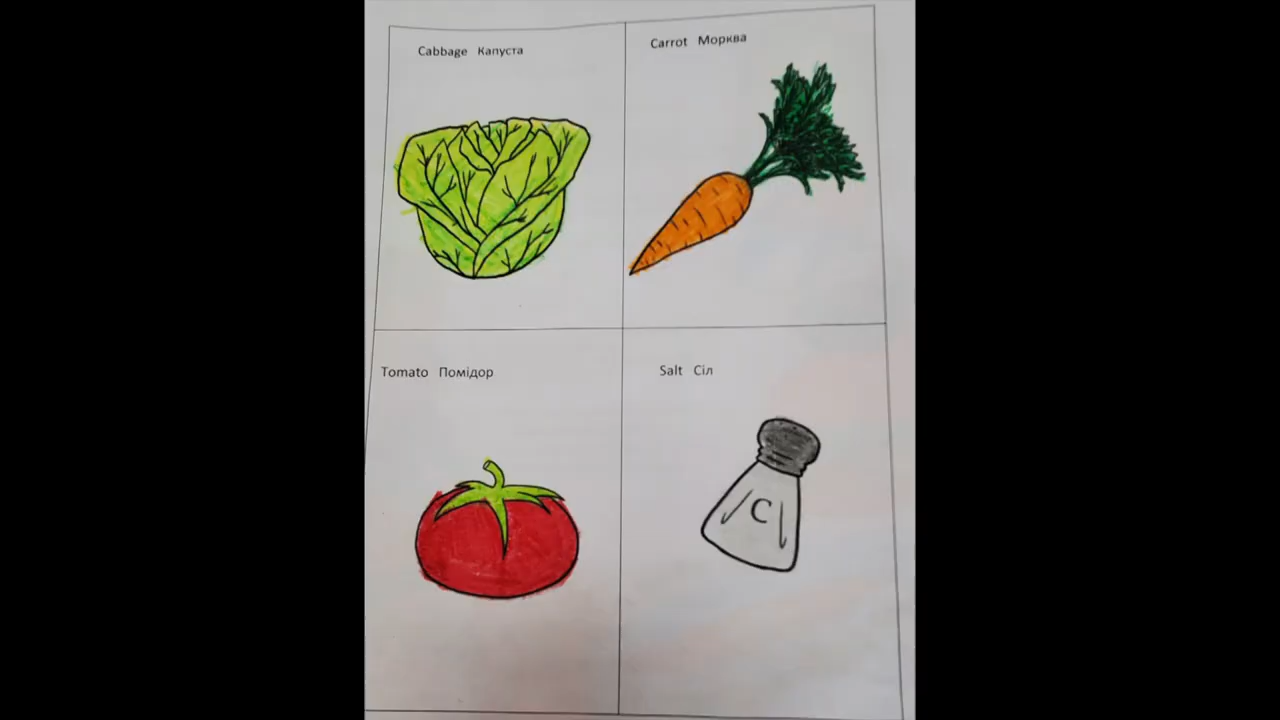 Cabbage Капуста
Carrot Морква
Tomato Помідор
Salt Сіл
С